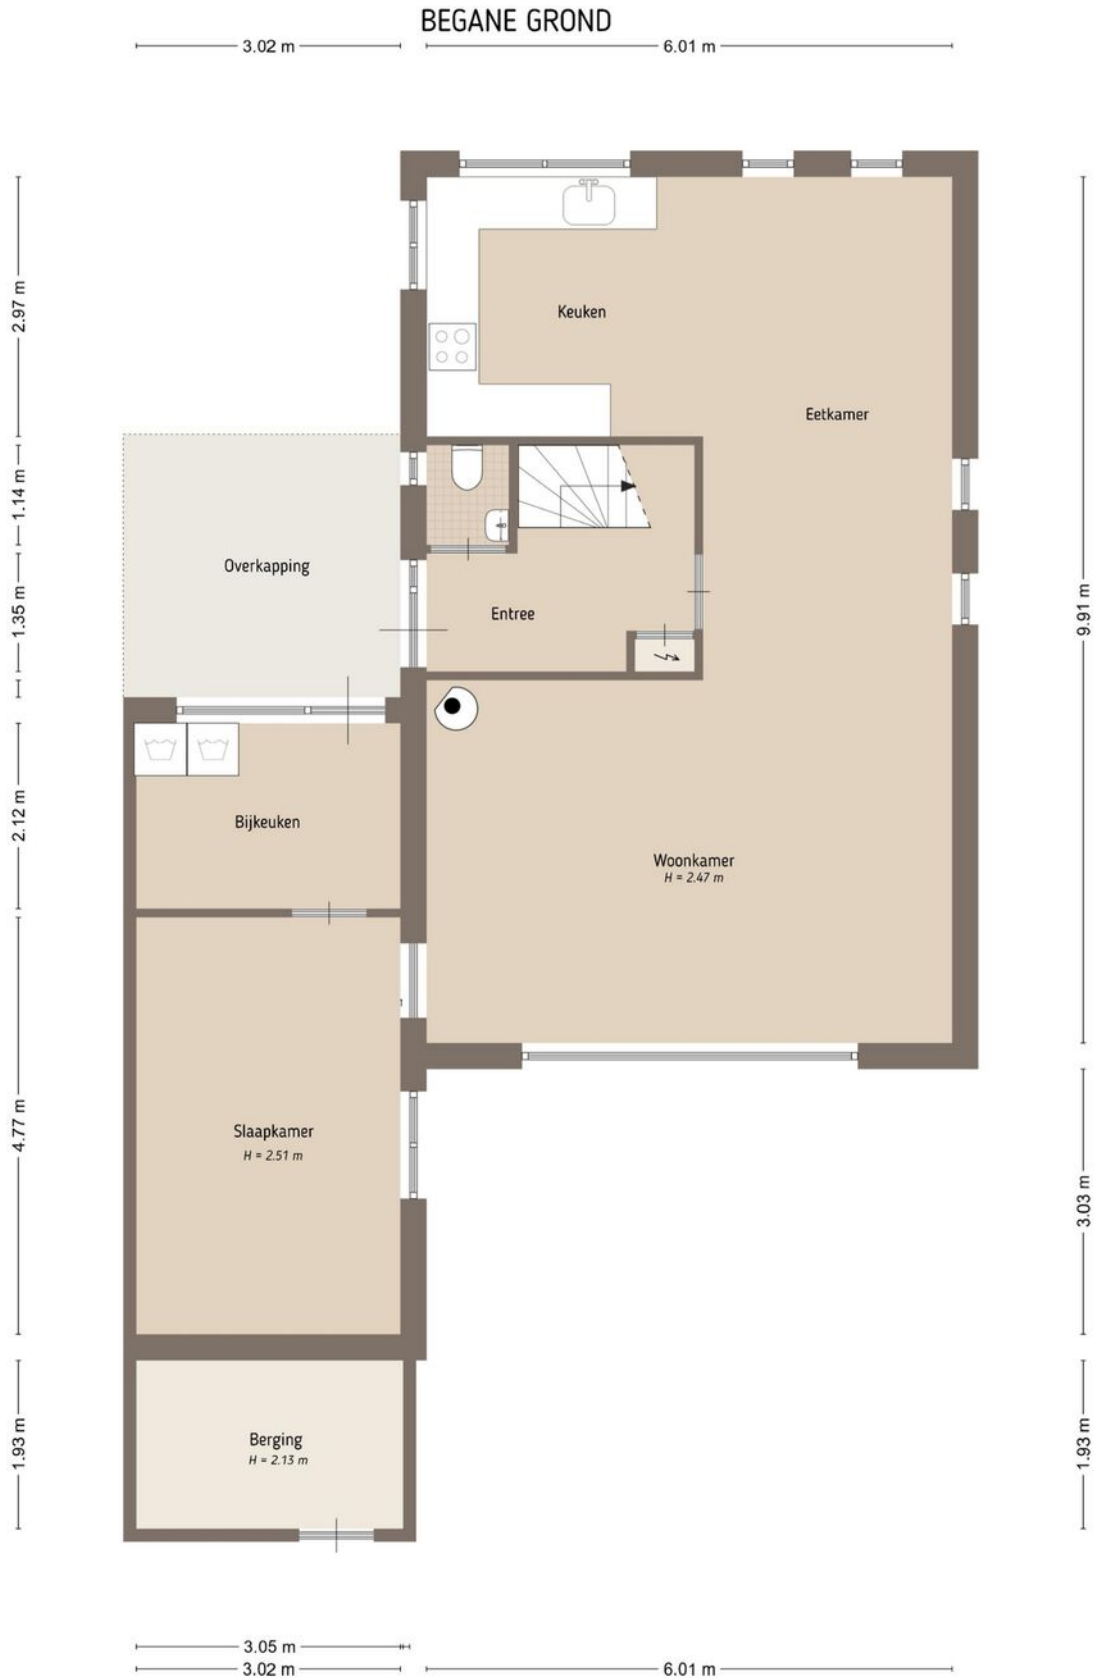 BEGANE GROND
3.02 m
6.01 m
2.97 m
Keuken
Eetkamer
1.14 m
Overkapping
1.35 m
Entree
9.91 m
2.12 m
Bijkeuken
Woonkamer
H = 2.47 m
4.77 m
Slaapkamer
H = 2.51 m
3.03 m
Berging
H = 2.13 m
1.93 m
1.93 m
3.05 m
3.02 m
6.01 m